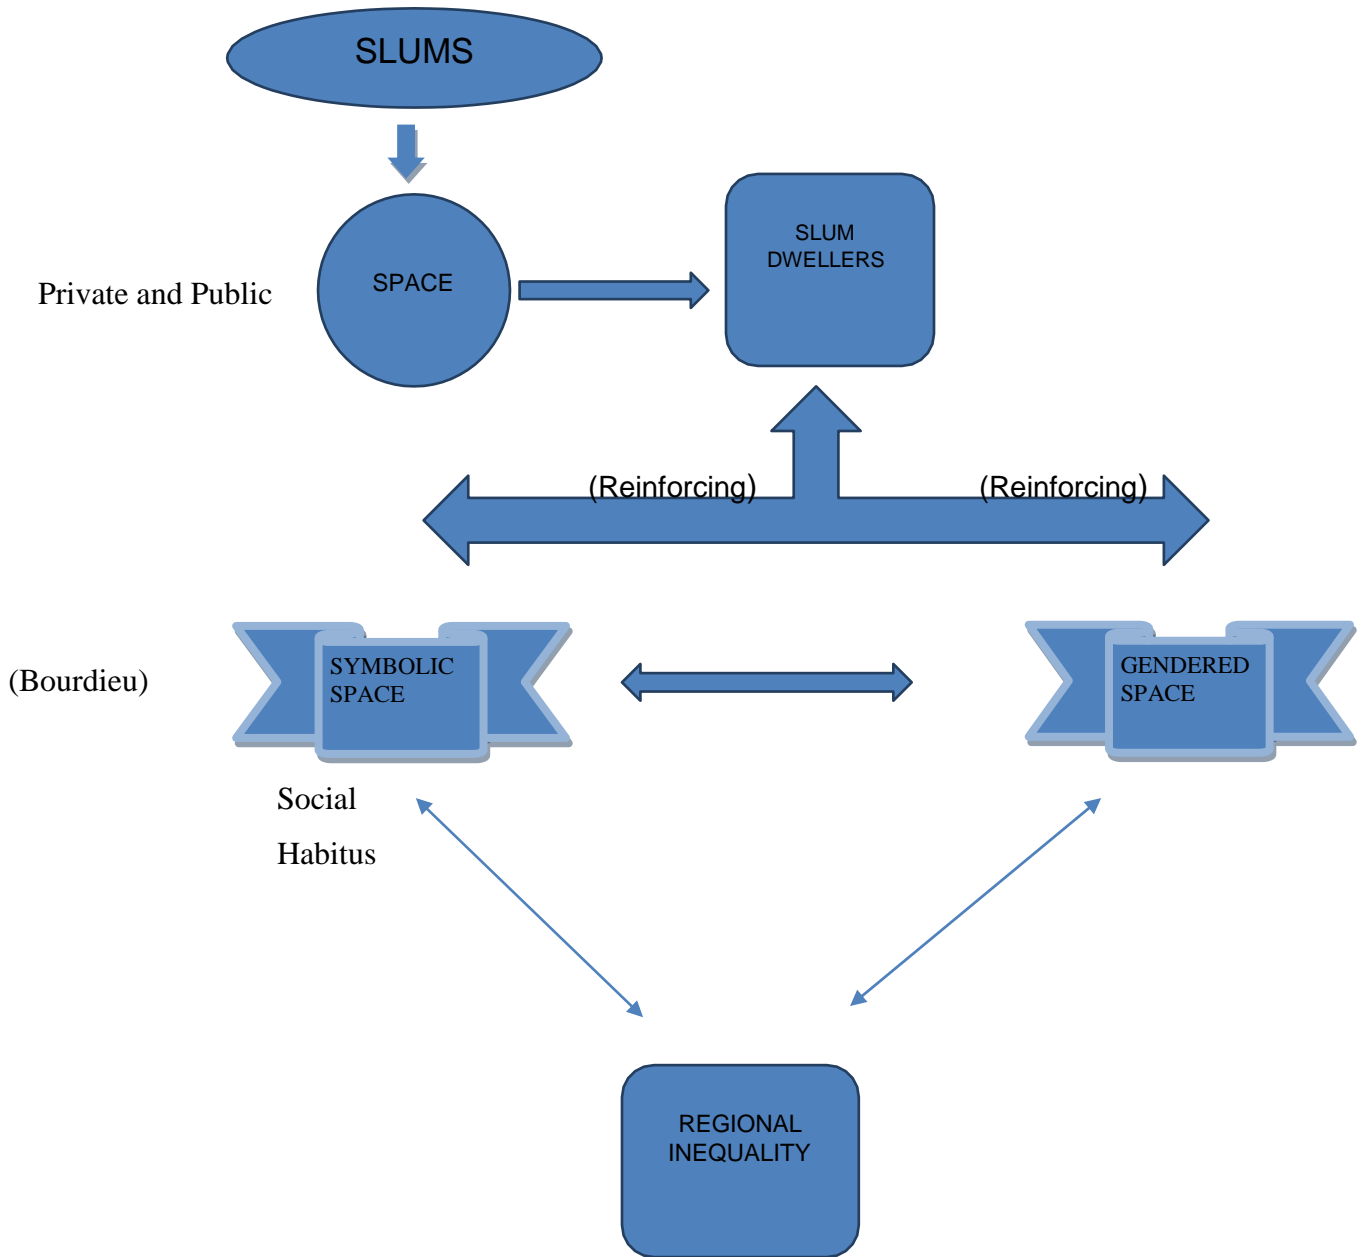 SLUMS
SLUM
DWELLERS
SPACE
Private and Public
(Reinforcing)
(Reinforcing)
SYMBOLIC
SPACE
GENDERED
SPACE
(Bourdieu)
Social
Habitus
REGIONAL
INEQUALITY